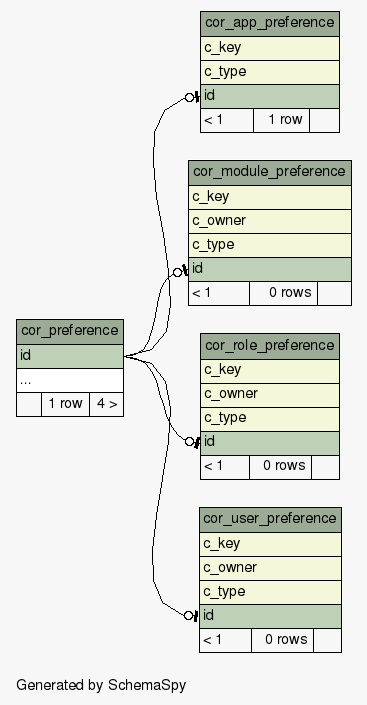 cor_app_preference
c_key
c_type
id
< 1 1 row
cor_module_preference
c_key
c_owner
c_type
id
< 1 0 rows
cor_preference
id
...
1 row 4 >
cor_role_preference
c_key
c_owner
c_type
id
< 1 0 rows
cor_user_preference
c_key
c_owner
c_type
id
< 1 0 rows
Generated by SchemaSpy